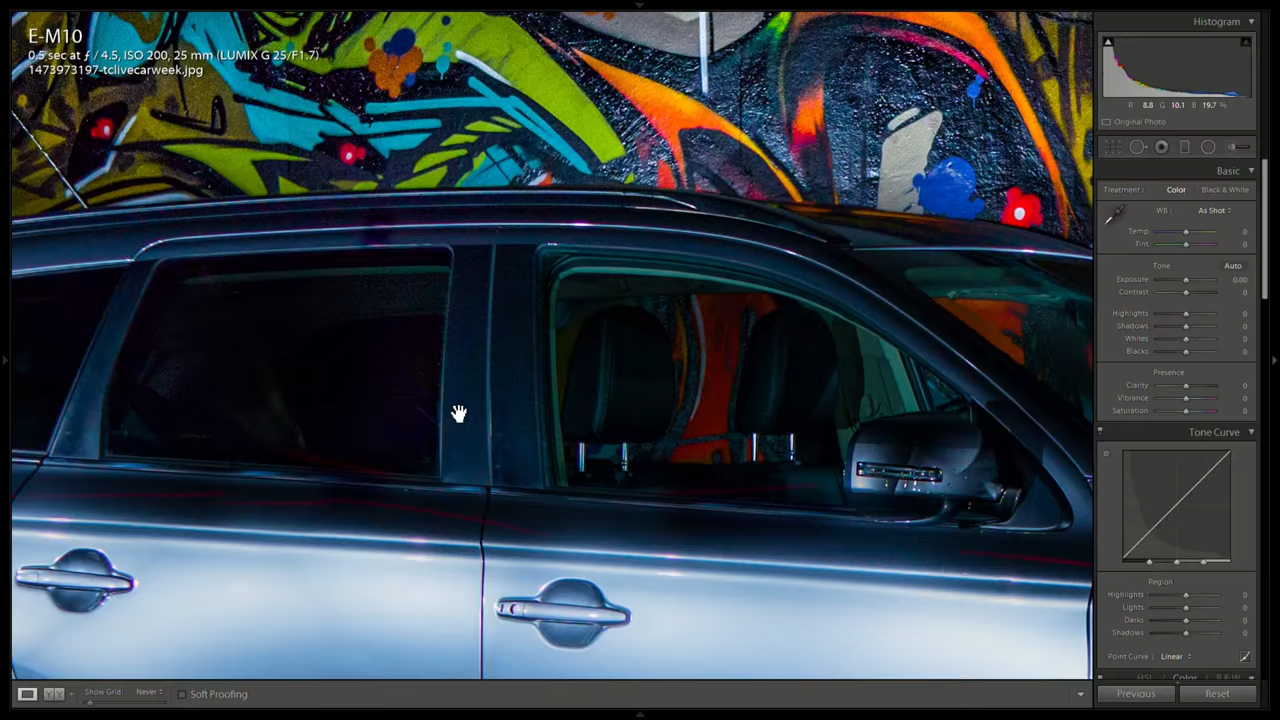 E-M10
0.5 sec at ƒ / 4.5, ISO 200, 25 mm (LUMIX G 25/F1.7)
1473973197-tclivecarweek.jpg
Histogram
R 8.8 G 10.1 B 19.7 %
Original Photo
Basic
Treatment : Color Black & White
WB : As Shot
Temp 0
Tint 0
Tone Auto
Exposure 0.00
Contrast 0
Highlights 0
Shadows 0
Whites 0
Blacks 0
Presence
Clarity 0
Vibrance 0
Saturation 0
Tone Curve
Region
Highlights 0
Lights 0
Darks 0
Shadows 0
Point Curve : Linear
HSL / Color / B & W
Show Grid: Never
Soft Proofing
Previous Reset